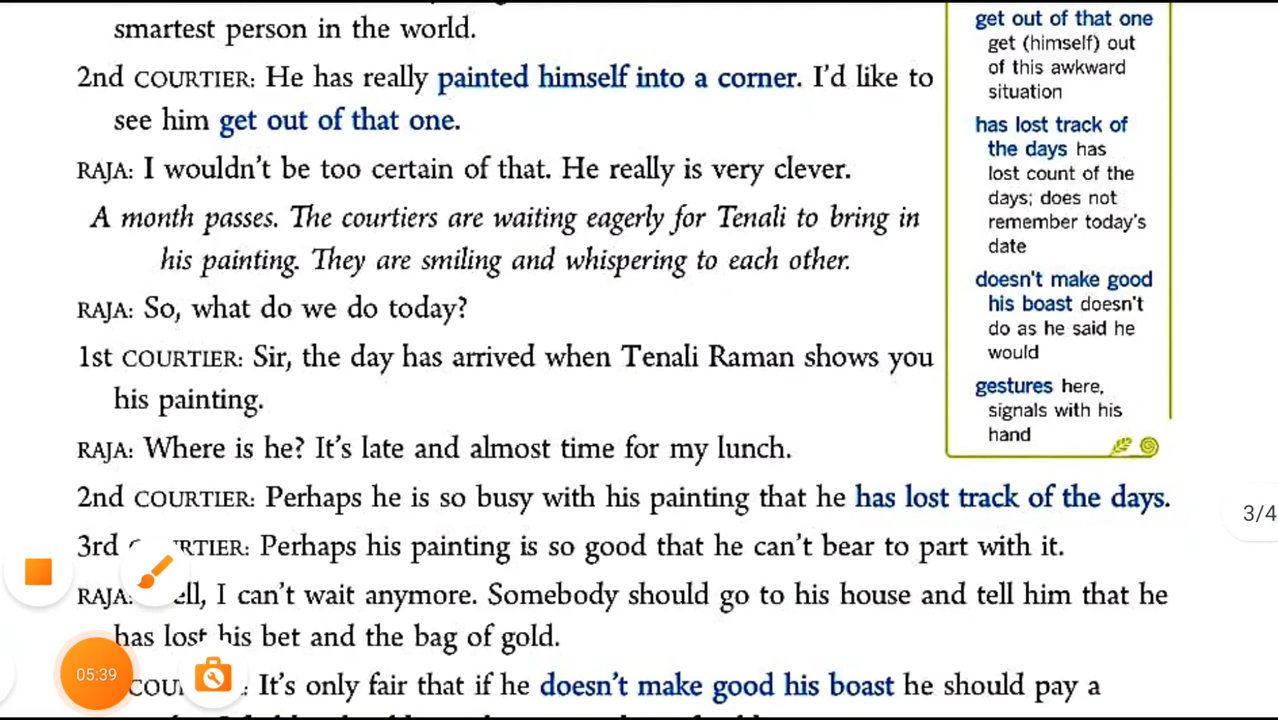 smartest person in the world.
2nd COURTIER: He has really painted himself into a corner. I'd like to
see him get out of that one.
RAJA: I wouldn't be too certain of that. He really is very clever.
A month passes. The courtiers are waiting eagerly for Tenali to bring in
his painting. They are smiling and whispering to each other.
RAJA: So, what do we do today?
1st COURTIER: Sir, the day has arrived when Tenali Raman shows you
his painting.
RAJA: Where is he? It's late and almost time for my lunch.
2nd COURTIER: Perhaps he is so busy with his painting that he has lost track of the days.
3rd RTIER: Perhaps his painting is so good that he can't bear to part with it.
RAJA: ell, I can't wait anymore. Somebody should go to his house and tell him that he
has lost his bet and the bag of gold.
COU : It's only fair that if he doesn't make good his boast he should pay a
get out of that one
get (himself) out
of this awkward
situation
has lost track of
the days has
lost count of the
days; does not
remember today's
date
doesn't make good
his boast doesn't
do as he said he
would
gestures here,
signals with his
hand
3/4
05:39